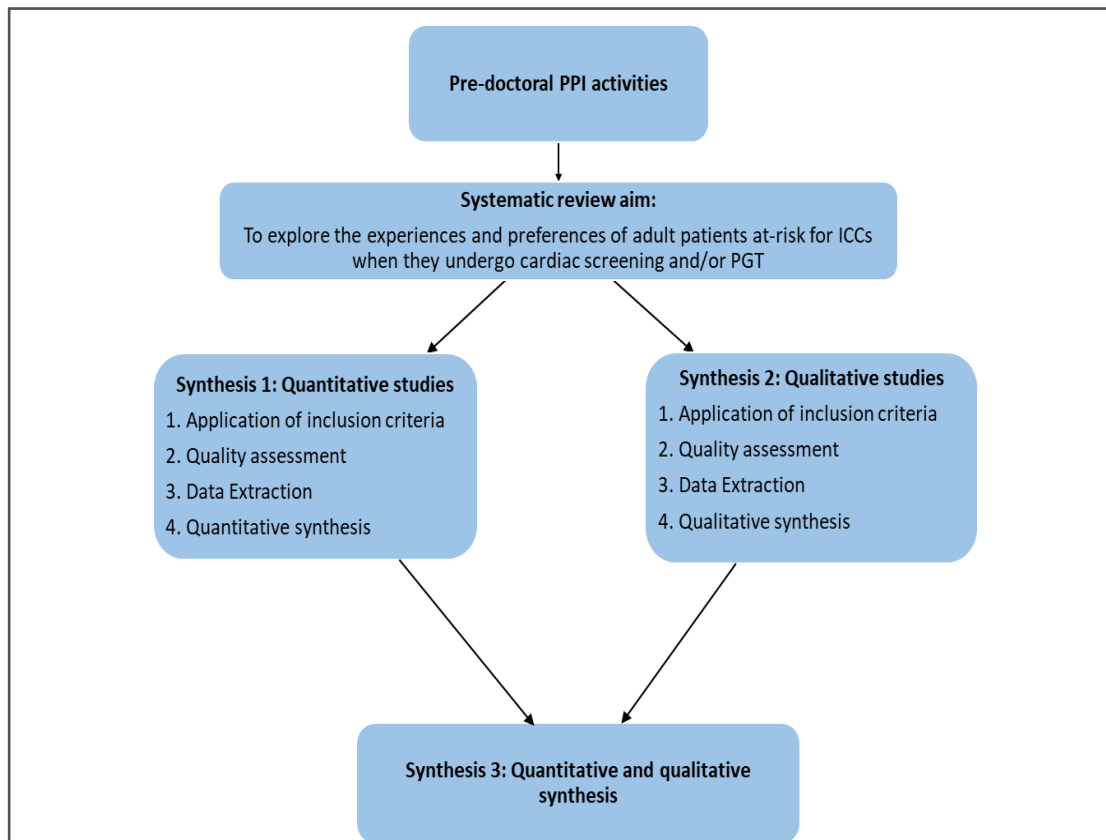 Pre-doctoral PPI activities
Systematic review aim:
To explore the experiences and preferences of adult patients at-risk for ICCs
when they undergo cardiac screening and/or PGT
Synthesis 1: Quantitative studies
1. Application of inclusion criteria
2. Quality assessment
3. Data Extraction
4. Quantitative synthesis
Synthesis 2: Qualitative studies
1. Application of inclusion criteria
2. Quality assessment
3. Data Extraction
4. Qualitative synthesis
Synthesis 3: Quantitative and qualitative
synthesis